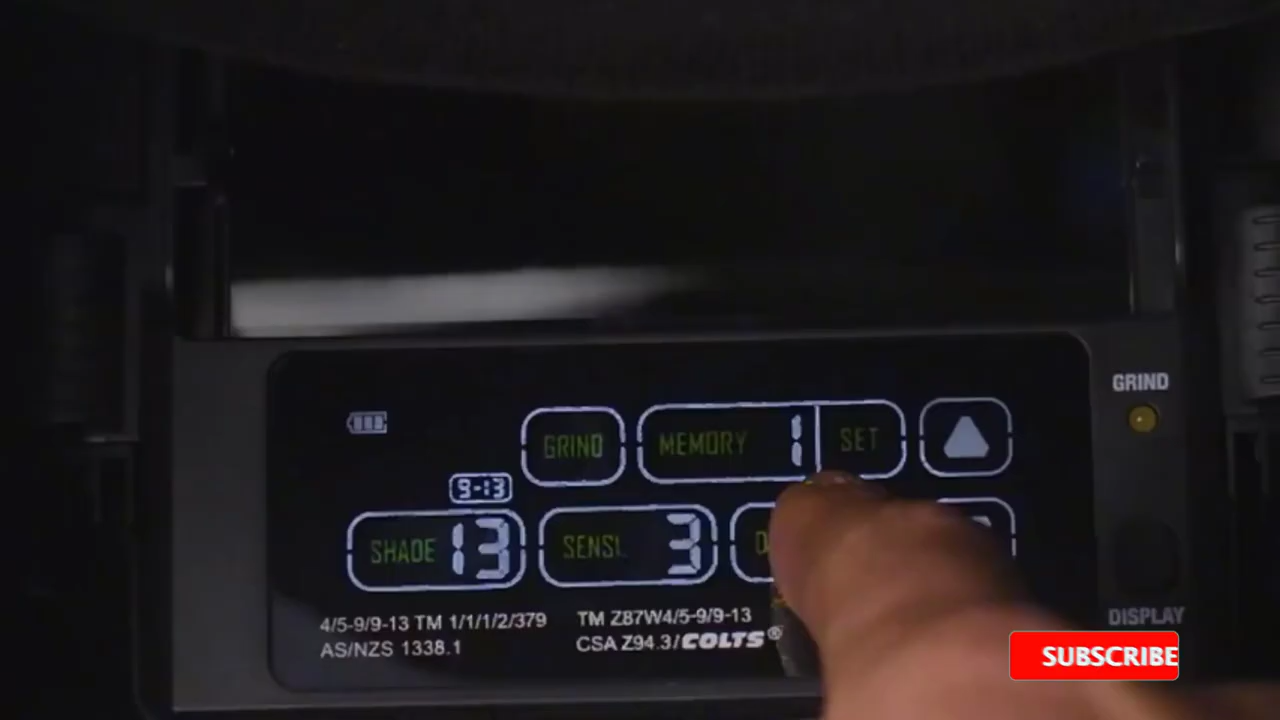 GRIND
GRIND
MEMORY 1 SET
9-13
SHADE 13
SENSI. 3
4/5-9/9-13 TM 1/1/1/2/379
TM Z87W4/5-9/9-13
AS/NZS 1338.1
CSA Z94.3/COLTS®
DISPLAY
SUBSCRIBE